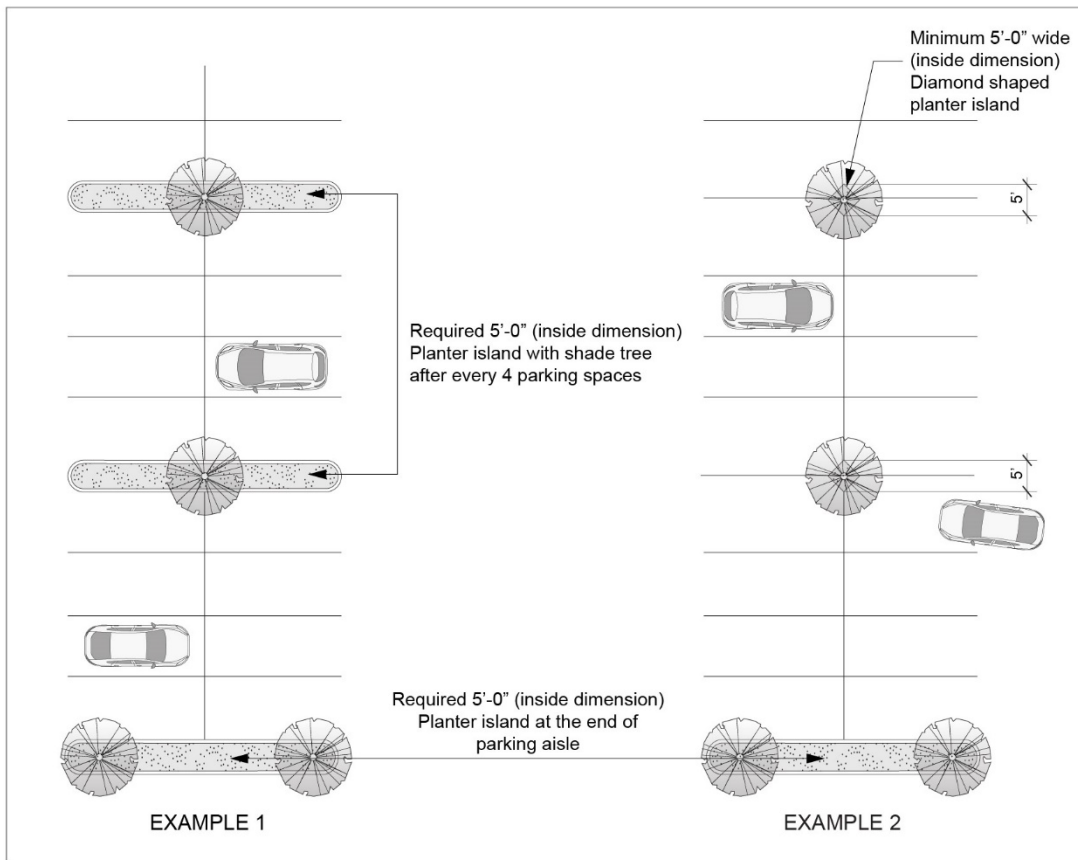 Minimum 5’-0” wide
(inside dimension)
Diamond shaped
planter island
5’
Required 5’-0” (inside dimension)
Planter island with shade tree
after every 4 parking spaces
5’
Required 5’-0” (inside dimension)
Planter island at the end of
parking aisle
EXAMPLE 1
EXAMPLE 2